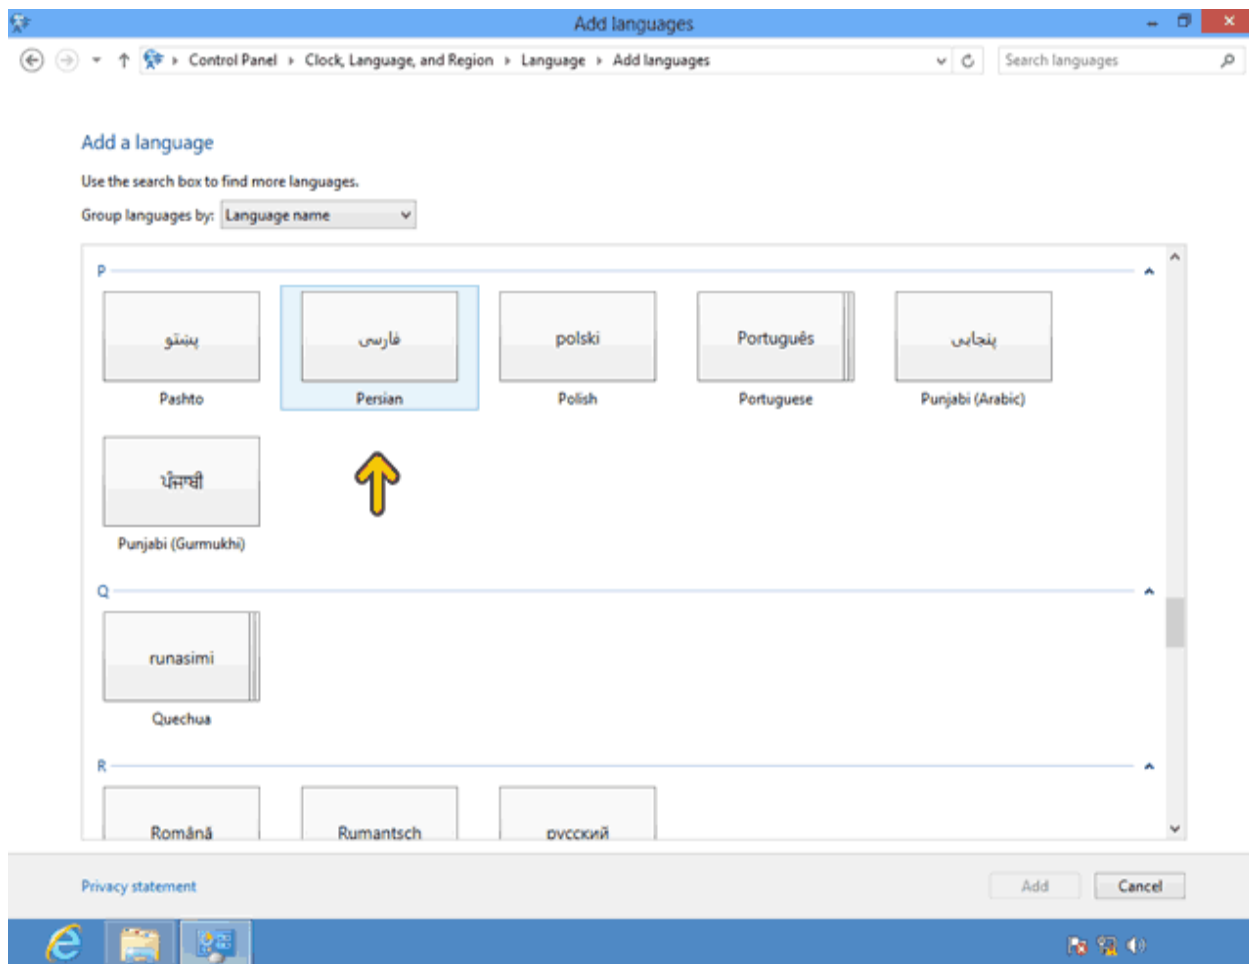 Add languages
Control Panel › Clock, Language, and Region › Language › Add languages
Search languages
Add a language
Use the search box to find more languages.
Group languages by: Language name
P
پښتو
فارسی
polski
Português
پنجابی
Pashto
Persian
Polish
Portuguese
Punjabi (Arabic)
ਪੰਜਾਬੀ
Punjabi (Gurmukhi)
Q
runasimi
Quechua
R
Română
Rumantsch
русский
Privacy statement
Add
Cancel